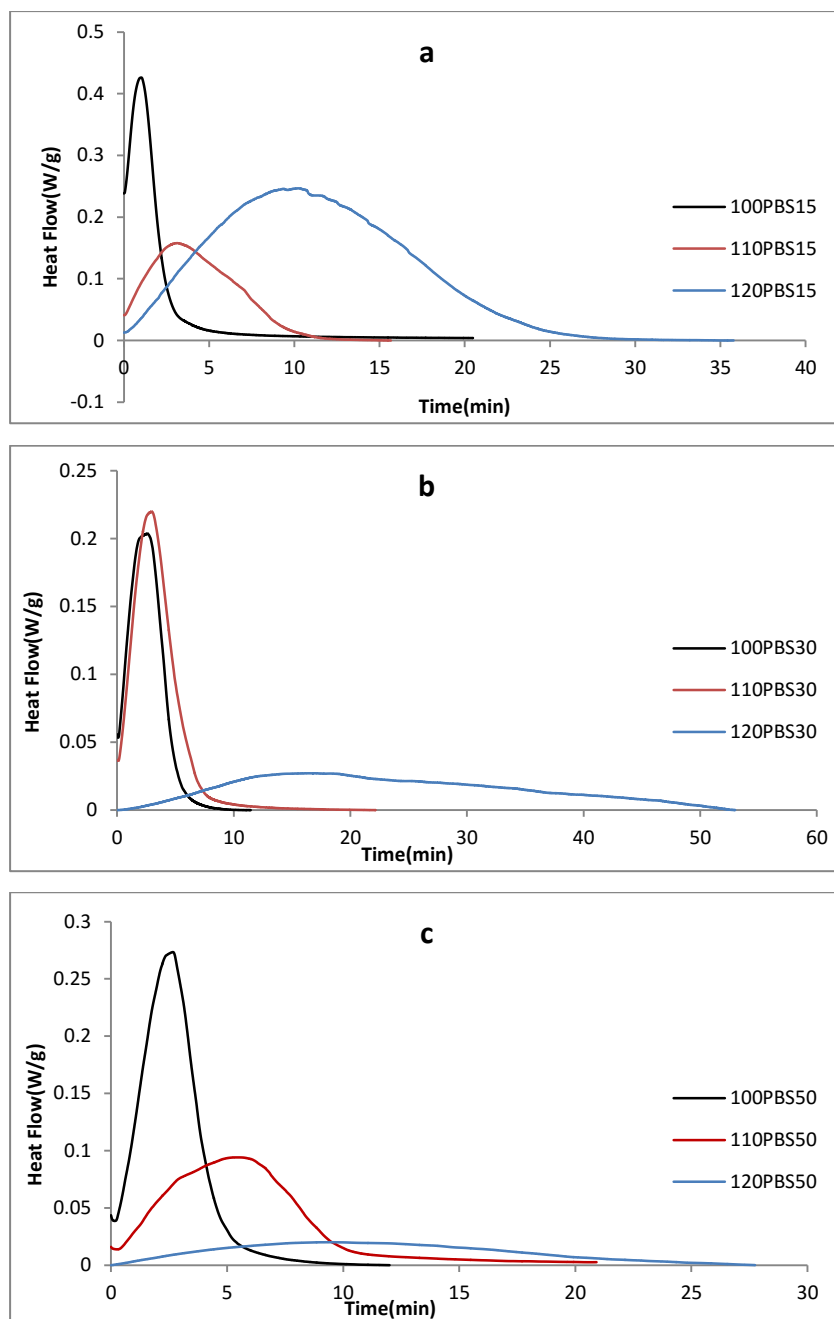 a
0.5
0.4
0.3
0.2
0.1
0
-0.1
Heat Flow(W/g)
0 5 10 15 20 25 30 35 40
Time(min)
100PBS15
110PBS15
120PBS15
b
0.25
0.2
0.15
0.1
0.05
0
Heat Flow(W/g)
0 10 20 30 40 50 60
Time(min)
100PBS30
110PBS30
120PBS30
c
0.3
0.25
0.2
0.15
0.1
0.05
0
Heat Flow(W/g)
0 5 10 15 20 25 30
Time(min)
100PBS50
110PBS50
120PBS50